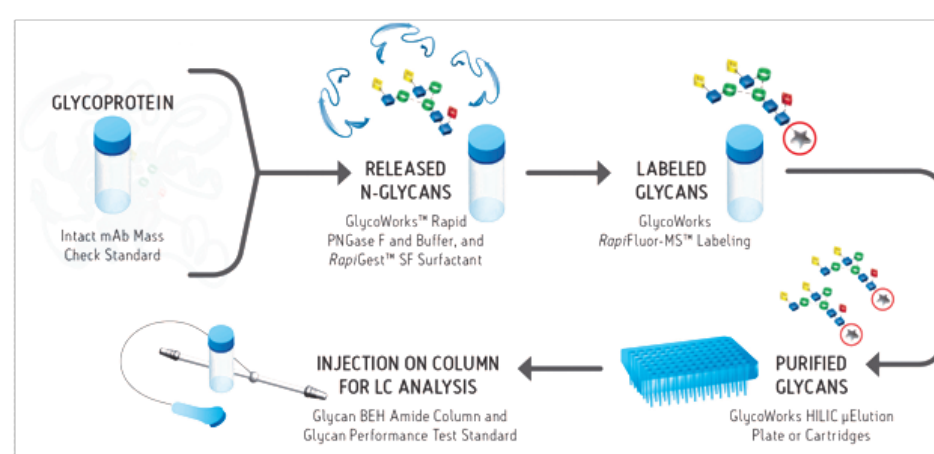 GLYCOPROTEIN
Intact mAb Mass
Check Standard
RELEASED
N-GLYCANS
GlycoWorks™ Rapid
PNGase F and Buffer, and
RapiGest™ SF Surfactant
LABELED
GLYCANS
GlycoWorks
RapiFluor-MS™ Labeling
PURIFIED
GLYCANS
GlycoWorks HILIC µElution
Plate or Cartridges
INJECTION ON COLUMN
FOR LC ANALYSIS
Glycan BEH Amide Column and
Glycan Performance Test Standard